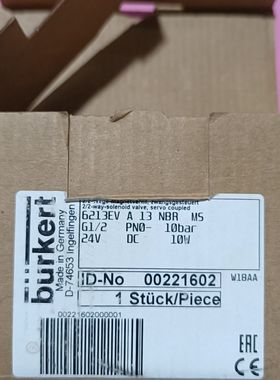 bürkert
Made in Germany
D-74653 Ingelfingen
2/2-way-solenoid valve, servo coupled
6213EV A 13 NBR MS
G1/2 PN0- 10bar
24V DC 10W
ID-No 00221602
W18AA
1 Stück/Piece
00221602000001
EAC
CE